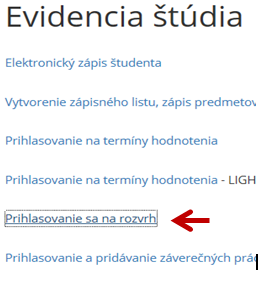 Evidencia štúdia
Elektronický zápis študenta
Vytvorenie zápisného listu, zápis predmetov
Prihlasovanie na termíny hodnotenia
Prihlasovanie na termíny hodnotenia - LIGH
Prihlasovanie sa na rozvrh
Prihlasovanie a pridávanie záverečných prác